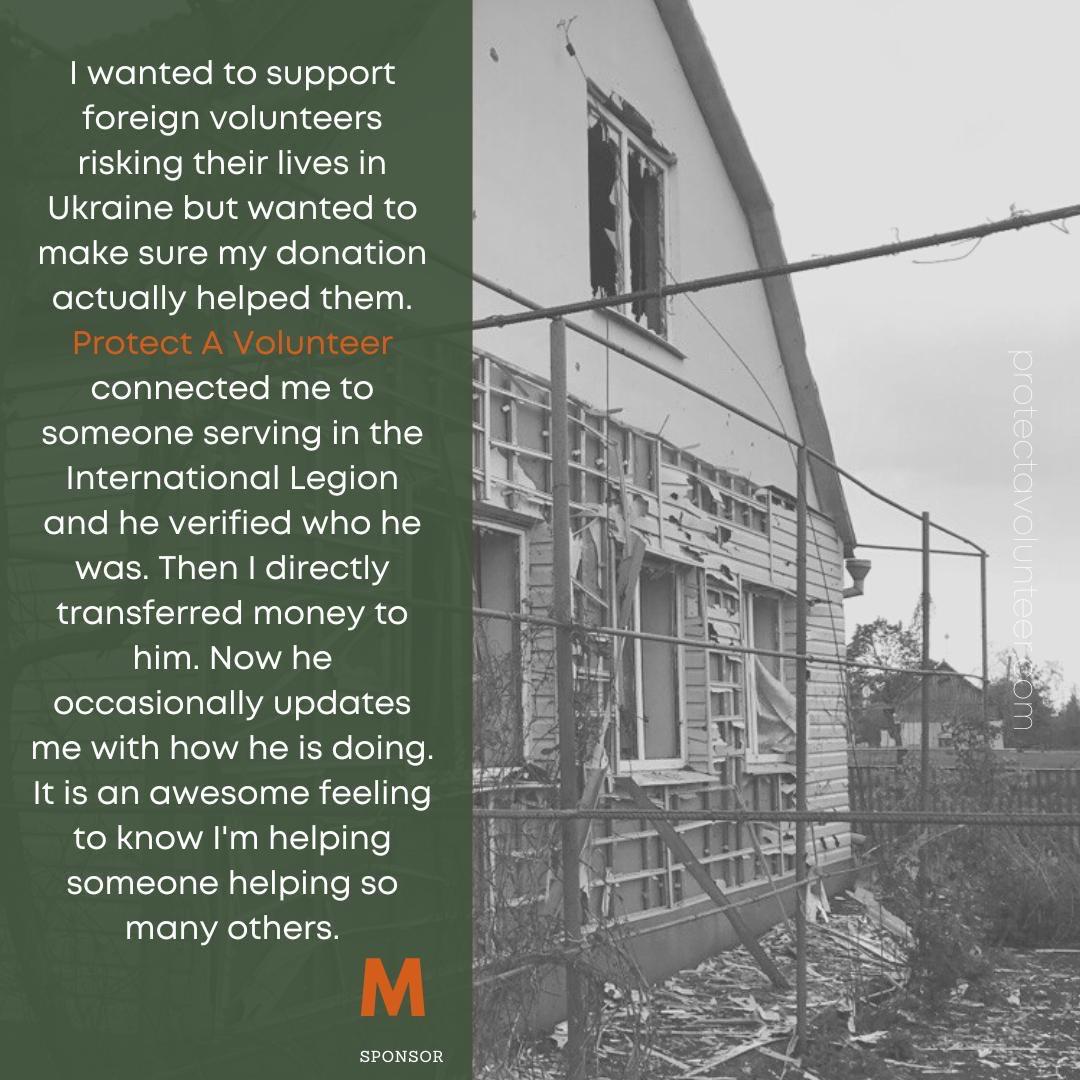 I wanted to support
foreign volunteers
risking their lives in
Ukraine but wanted to
make sure my donation
actually helped them.
Protect A Volunteer
connected me to
someone serving in the
International Legion
and he verified who he
was. Then I directly
transferred money to
him. Now he
occasionally updates
me with how he is doing.
It is an awesome feeling
to know I'm helping
someone helping so
many others.
M
SPONSOR
protectavolunteer.com